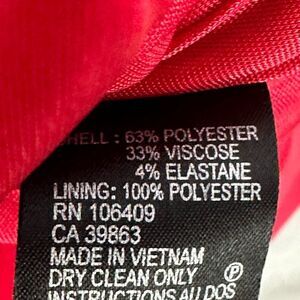 SHELL : 63% POLYESTER
33% VISCOSE
4% ELASTANE
LINING: 100% POLYESTER
RN 106409
CA 39863
MADE IN VIETNAM
DRY CLEAN ONLY
P
INSTRUCTIONS AU DOS